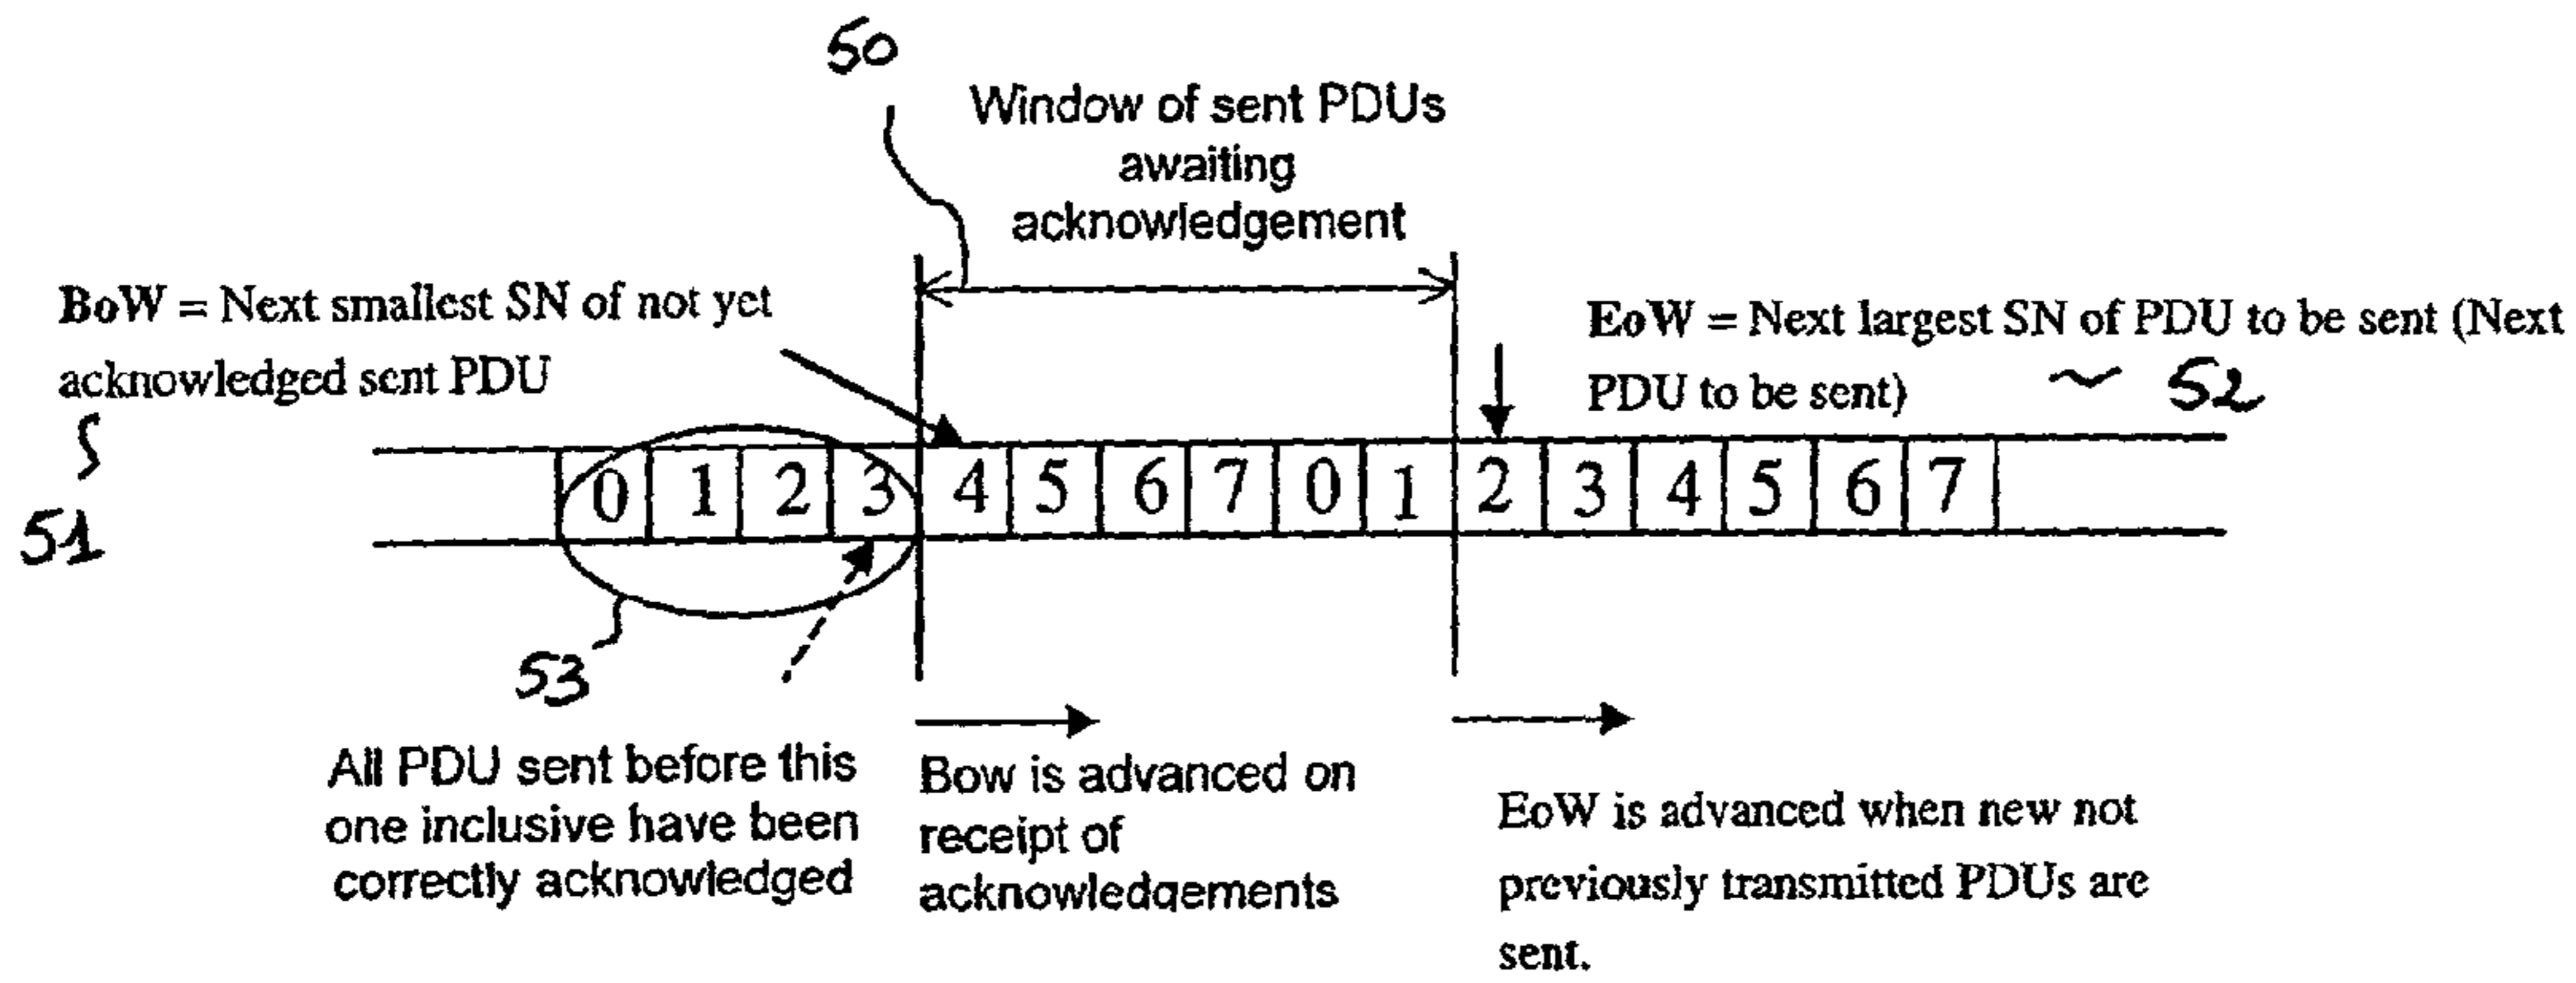 50
Window of sent PDUs
awaiting
acknowledgement
BoW = Next smallest SN of not yet
acknowledged sent PDU
51
EoW = Next largest SN of PDU to be sent (Next
PDU to be sent)
52
0 1 2 3 4 5 6 7 0 1 2 3 4 5 6 7
53
All PDU sent before this
one inclusive have been
correctly acknowledged
Bow is advanced on
receipt of
acknowledgements
EoW is advanced when new not
previously transmitted PDUs are
sent.